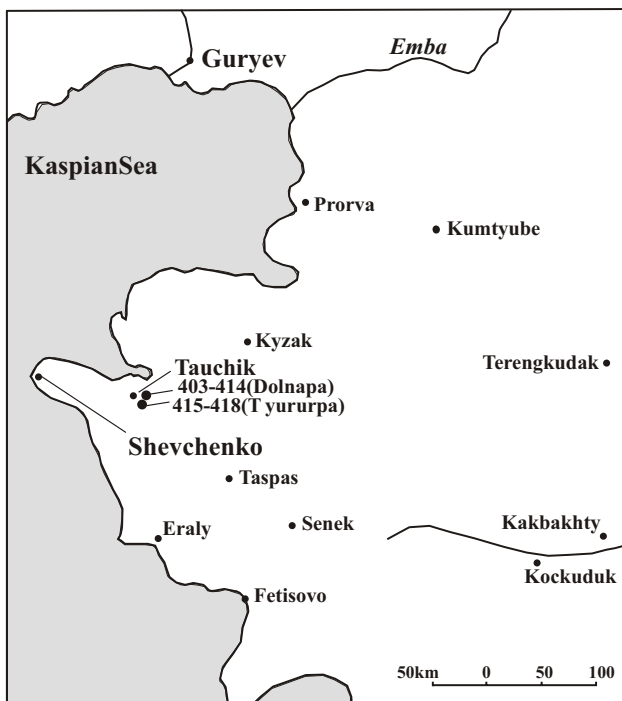 Emba
Guryev
KaspianSea
Prorva
Kumtyube
Kyzak
Terengkudak
Tauchik
403-414(Dolnapa)
415-418(T yururpa)
Shevchenko
Taspas
Eraly
Senek
Kakbakhty
Kockuduk
Fetisovo
50km 0 50 100